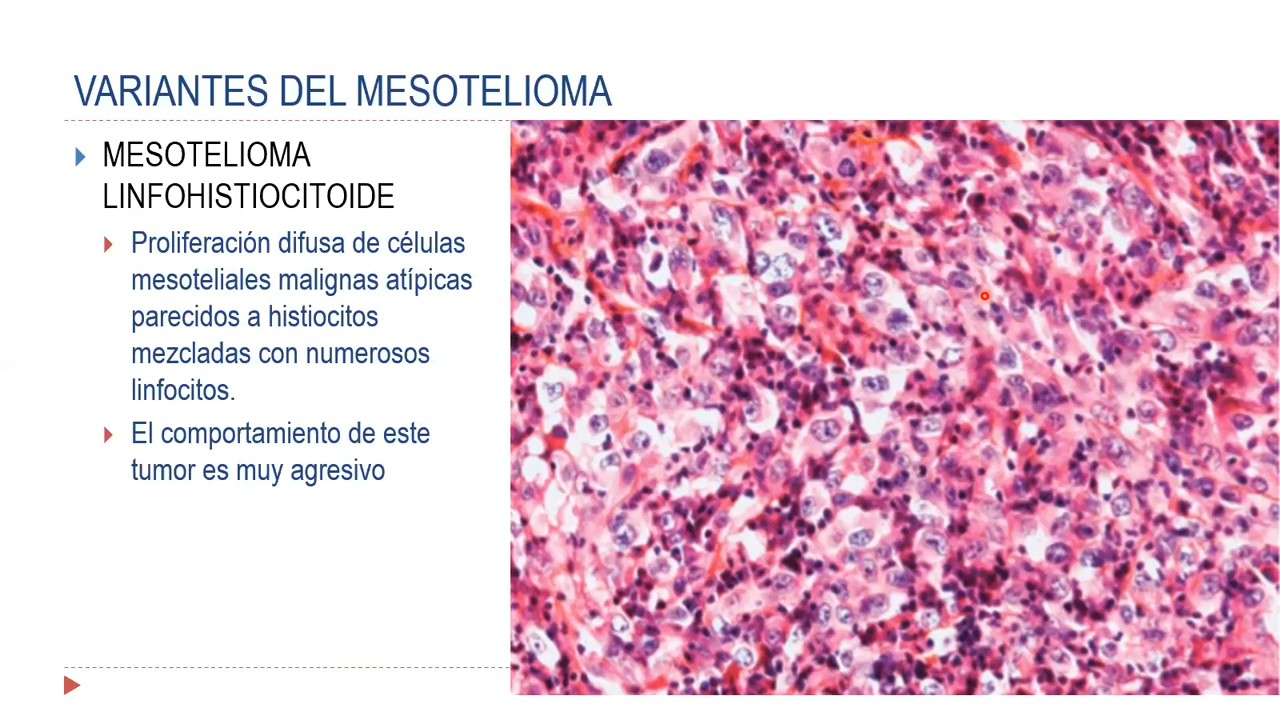 VARIANTES DEL MESOTELIOMA
MESOTELIOMA
LINFOHISTIOCITOIDE
Proliferación difusa de células
mesoteliales malignas atípicas
parecidos a histiocitos
mezcladas con numerosos
linfocitos.
El comportamiento de este
tumor es muy agresivo